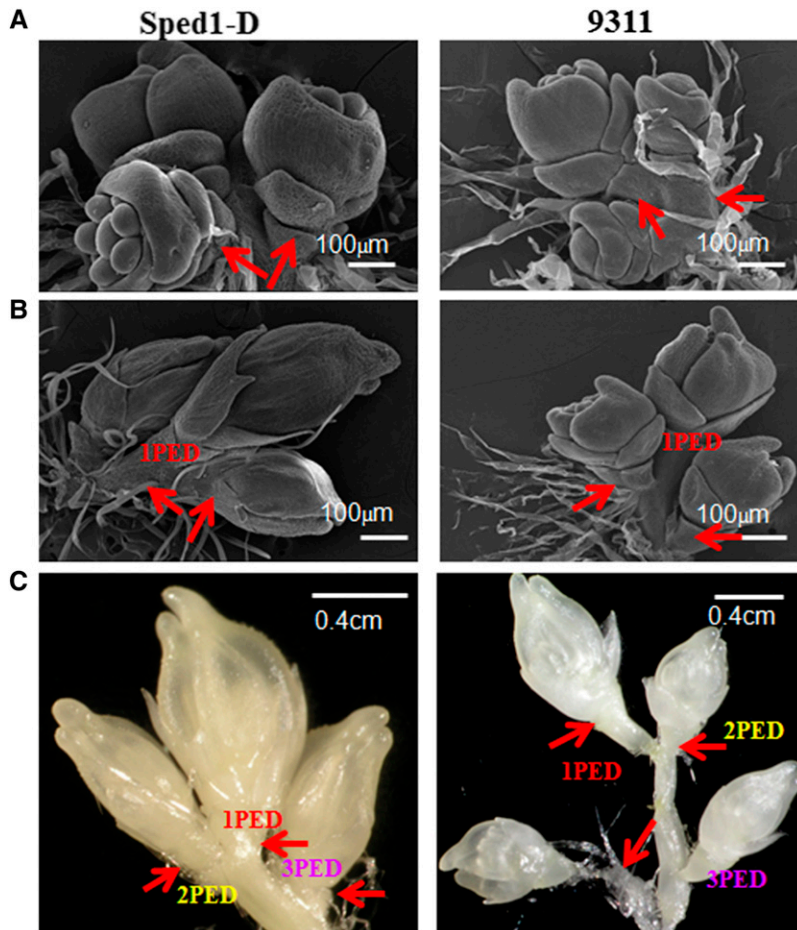 Sped1-D 9311
A
100μm 100μm
B
1PED 1PED
100μm 100μm
C
0.4cm 0.4cm
2PED
1PED 1PED
3PED
2PED 3PED